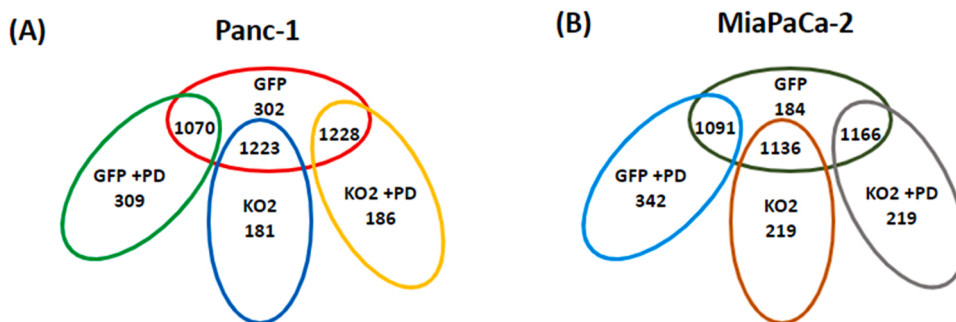 (A)
Panc-1
GFP
302
1070
1223
1228
GFP +PD
309
KO2
181
KO2 +PD
186
(B)
MiaPaCa-2
GFP
184
1091
1136
1166
GFP +PD
342
KO2
219
KO2 +PD
219